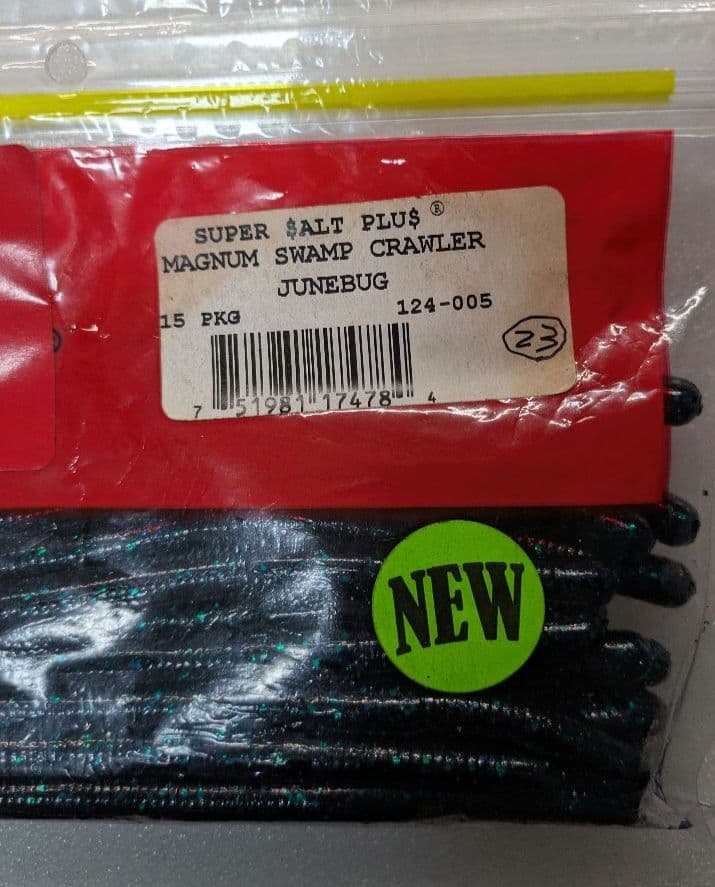 SUPER $ALT PLU$ ®
MAGNUM SWAMP CRAWLER
JUNEBUG
15 PKG 124-005
23
7 51981 17478 4
NEW